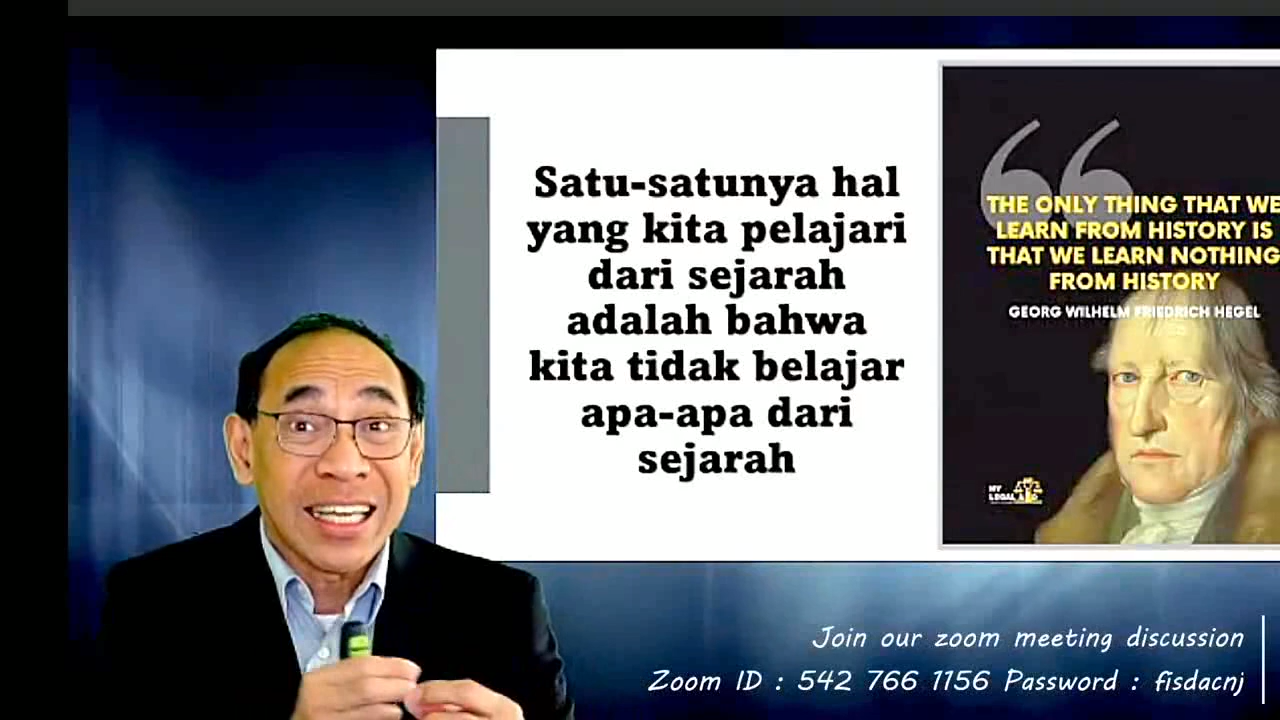 Satu-satunya hal
yang kita pelajari
dari sejarah
adalah bahwa
kita tidak belajar
apa-apa dari
sejarah
THE ONLY THING THAT WE
LEARN FROM HISTORY IS
THAT WE LEARN NOTHING
FROM HISTORY
GEORG WILHELM FRIEDRICH HEGEL
MY
LEGAL
Join our zoom meeting discussion
Zoom ID : 542 766 1156 Password : fisdacnj